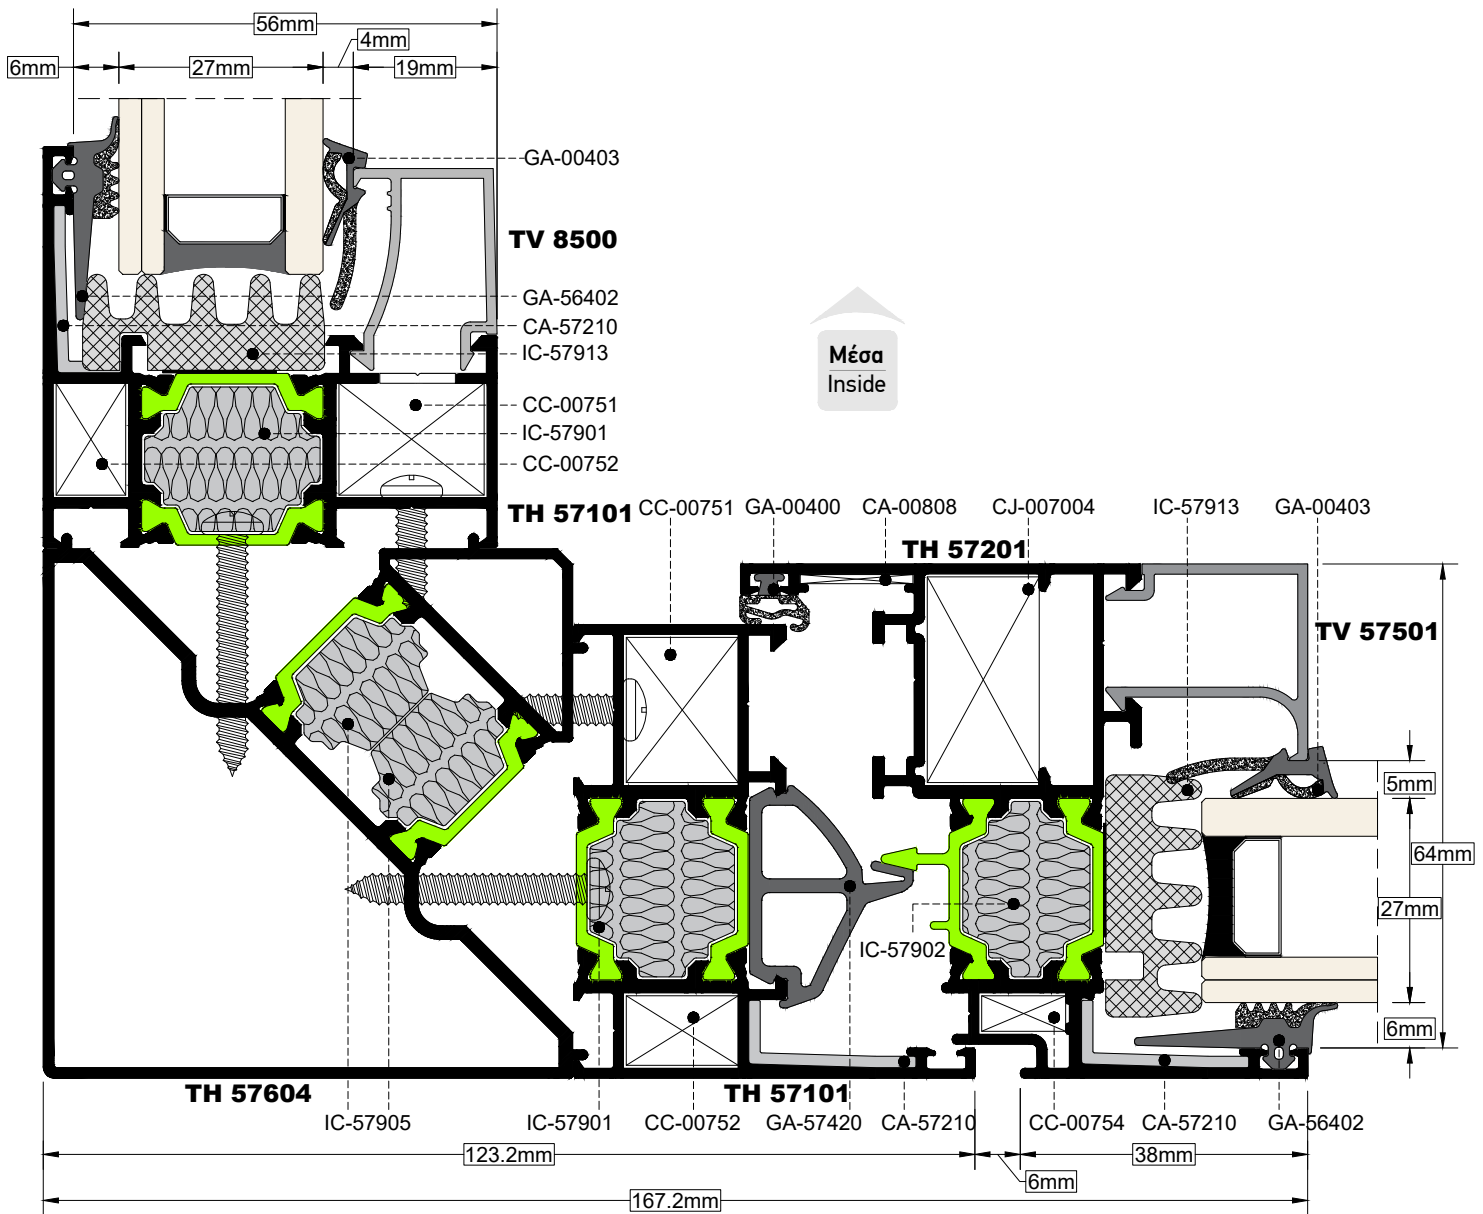 56mm
4mm
6mm
27mm
19mm
GA-00403
TV 8500
GA-56402
CA-57210
IC-57913
Μέσα
Inside
CC-00751
IC-57901
CC-00752
TH 57101
CC-00751
GA-00400
CA-00808
CJ-007004
IC-57913
GA-00403
TH 57201
TV 57501
5mm
64mm
27mm
IC-57902
6mm
TH 57604
TH 57101
IC-57905
IC-57901
CC-00752
GA-57420
CA-57210
CC-00754
CA-57210
GA-56402
123.2mm
38mm
6mm
167.2mm